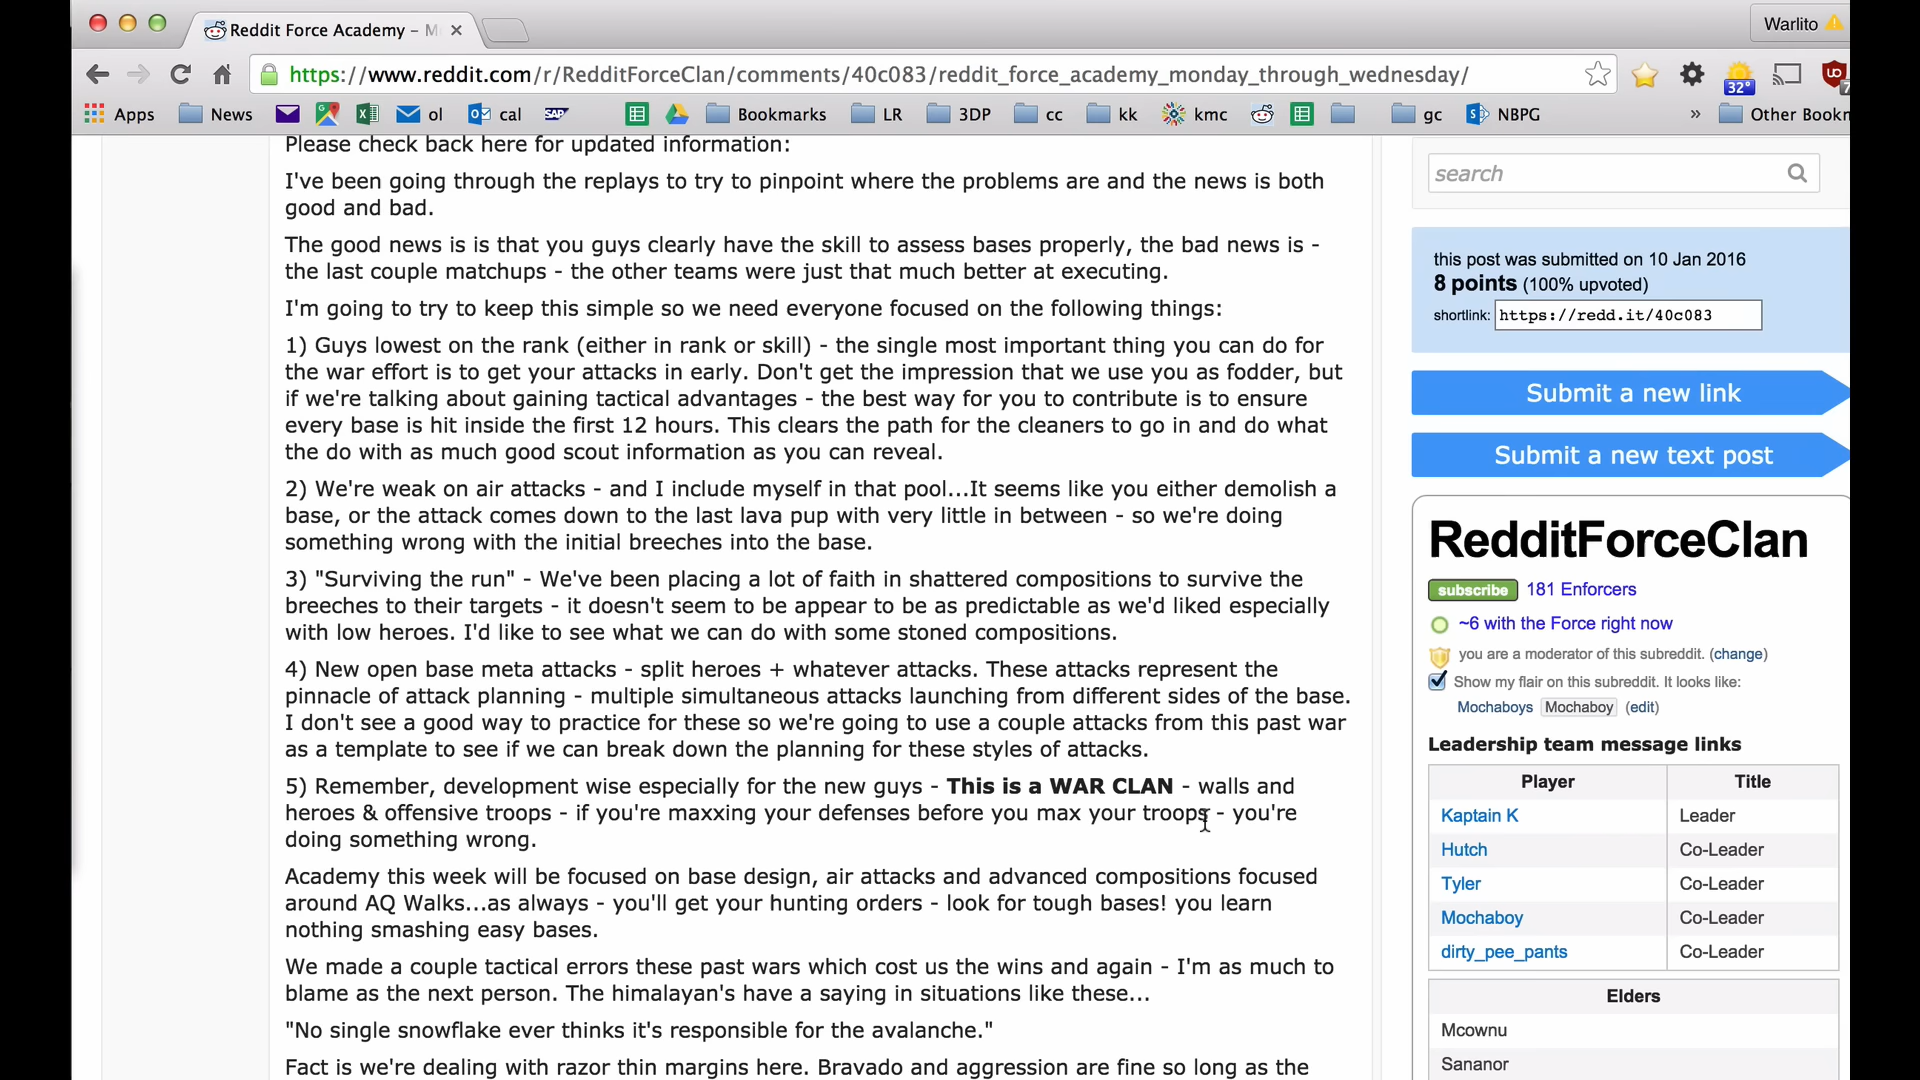 Reddit Force Academy – M
Warlito
https://www.reddit.com/r/RedditForceClan/comments/40c083/reddit_force_academy_monday_through_wednesday/
32°
Apps News ol cal SAP Bookmarks LR 3DP cc kk kmc gc NBPG » Other Bookn
Please check back here for updated information:
I've been going through the replays to try to pinpoint where the problems are and the news is both
good and bad.
The good news is is that you guys clearly have the skill to assess bases properly, the bad news is -
the last couple matchups - the other teams were just that much better at executing.
I'm going to try to keep this simple so we need everyone focused on the following things:
1) Guys lowest on the rank (either in rank or skill) - the single most important thing you can do for
the war effort is to get your attacks in early. Don't get the impression that we use you as fodder, but
if we're talking about gaining tactical advantages - the best way for you to contribute is to ensure
every base is hit inside the first 12 hours. This clears the path for the cleaners to go in and do what
the do with as much good scout information as you can reveal.
2) We're weak on air attacks - and I include myself in that pool...It seems like you either demolish a
base, or the attack comes down to the last lava pup with very little in between - so we're doing
something wrong with the initial breeches into the base.
3) "Surviving the run" - We've been placing a lot of faith in shattered compositions to survive the
breeches to their targets - it doesn't seem to be appear to be as predictable as we'd liked especially
with low heroes. I'd like to see what we can do with some stoned compositions.
4) New open base meta attacks - split heroes + whatever attacks. These attacks represent the
pinnacle of attack planning - multiple simultaneous attacks launching from different sides of the base.
I don't see a good way to practice for these so we're going to use a couple attacks from this past war
as a template to see if we can break down the planning for these styles of attacks.
5) Remember, development wise especially for the new guys - This is a WAR CLAN - walls and
heroes & offensive troops - if you're maxxing your defenses before you max your troops - you're
doing something wrong.
Academy this week will be focused on base design, air attacks and advanced compositions focused
around AQ Walks...as always - you'll get your hunting orders - look for tough bases! you learn
nothing smashing easy bases.
We made a couple tactical errors these past wars which cost us the wins and again - I'm as much to
blame as the next person. The himalayan's have a saying in situations like these...
"No single snowflake ever thinks it's responsible for the avalanche."
Fact is we're dealing with razor thin margins here. Bravado and aggression are fine so long as the
search
this post was submitted on 10 Jan 2016
8 points (100% upvoted)
shortlink: https://redd.it/40c083
Submit a new link
Submit a new text post
RedditForceClan
subscribe 181 Enforcers
~6 with the Force right now
you are a moderator of this subreddit. (change)
Show my flair on this subreddit. It looks like:
Mochaboys Mochaboy (edit)
Leadership team message links
Player Title
Kaptain K Leader
Hutch Co-Leader
Tyler Co-Leader
Mochaboy Co-Leader
dirty_pee_pants Co-Leader
Elders
Mcownu
Sananor